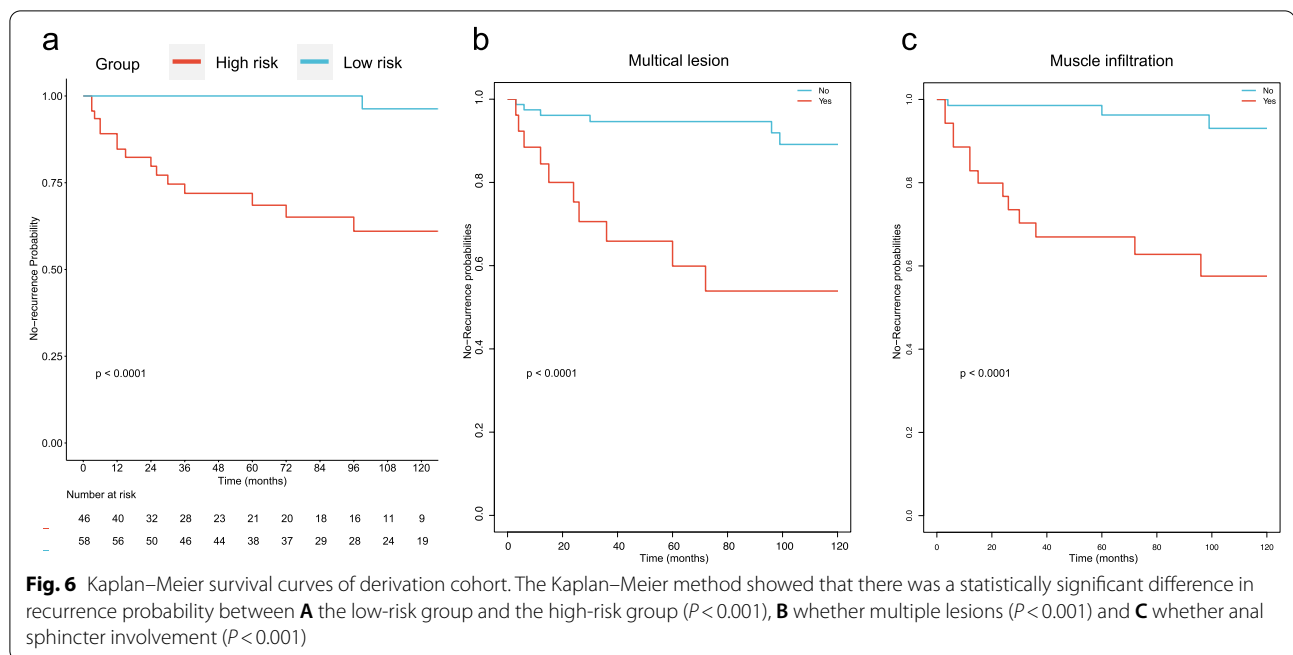 a
Group High risk Low risk
1.00
0.75
0.50
0.25
0.00
No−recurrence Probability
p < 0.0001
0 12 24 36 48 60 72 84 96 108 120
Time (months)
Number at risk
46 40 32 28 23 21 20 18 16 11 9
58 56 50 46 44 38 37 29 28 24 19
b
Multical lesion
No
Yes
1.0
0.8
0.6
0.4
0.2
0.0
No−Recurrence probabilities
p < 0.0001
0 20 40 60 80 100 120
Time (months)
c
Muscle infiltration
No
Yes
1.0
0.8
0.6
0.4
0.2
0.0
No−Recurrence probabilities
p < 0.0001
0 20 40 60 80 100 120
Time (months)
Fig. 6 Kaplan–Meier survival curves of derivation cohort. The Kaplan–Meier method showed that there was a statistically significant difference in
recurrence probability between A the low-risk group and the high-risk group (P < 0.001), B whether multiple lesions (P < 0.001) and C whether anal
sphincter involvement (P < 0.001)